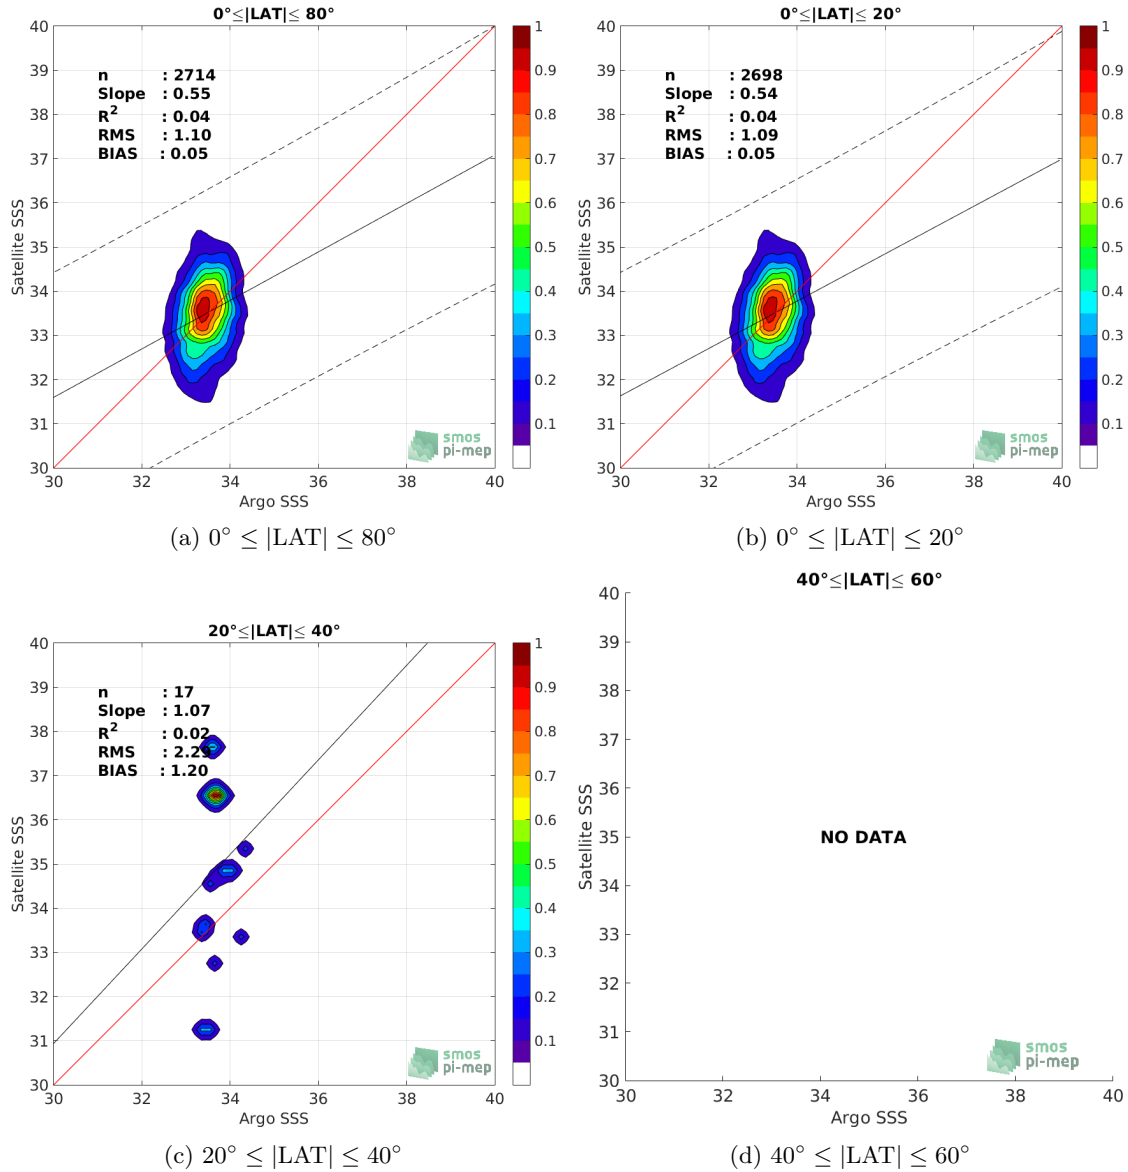 0°≤|LAT|≤ 80°
40
39
38
37
36
35
34
33
32
31
30
Satellite SSS
n : 2714
Slope : 0.55
R²
: 0.04
RMS : 1.10
BIAS : 0.05
smos
pi-mep
30 32 34 36 38 40
Argo SSS
1
0.9
0.8
0.7
0.6
0.5
0.4
0.3
0.2
0.1
(a) 0° ≤ |LAT| ≤ 80°
0°≤|LAT|≤ 20°
40
39
38
37
36
35
34
33
32
31
30
Satellite SSS
n : 2698
Slope : 0.54
R² : 0.04
RMS : 1.09
BIAS : 0.05
smos
pi-mep
30 32 34 36 38 40
Argo SSS
1
0.9
0.8
0.7
0.6
0.5
0.4
0.3
0.2
0.1
(b) 0° ≤ |LAT| ≤ 20°
20°≤|LAT|≤ 40°
40
39
38
37
36
35
34
33
32
31
30
Satellite SSS
n : 17
Slope : 1.07
R² : 0.02
RMS : 2.29
BIAS : 1.20
smos
pi-mep
30 32 34 36 38 40
Argo SSS
1
0.9
0.8
0.7
0.6
0.5
0.4
0.3
0.2
0.1
(c) 20° ≤ |LAT| ≤ 40°
40°≤|LAT|≤ 60°
40
39
38
37
36
35
34
33
32
31
30
Satellite SSS
NO DATA
smos
pi-mep
30 32 34 36 38 40
Argo SSS
(d) 40° ≤ |LAT| ≤ 60°